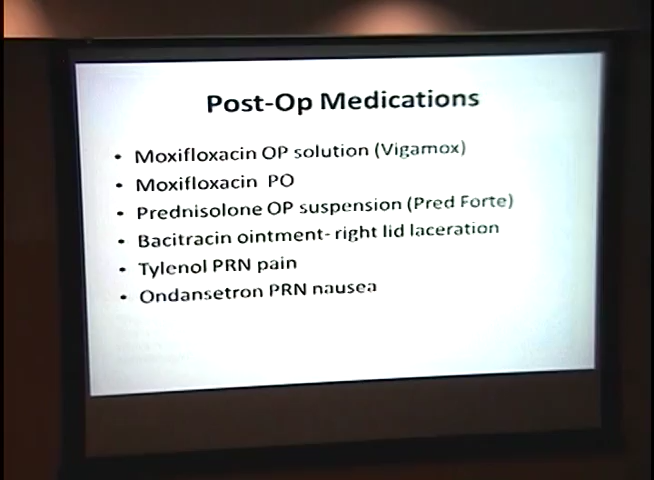 Post-Op Medications
• Moxifloxacin OP solution (Vigamox)
• Moxifloxacin PO
• Prednisolone OP suspension (Pred Forte)
• Bacitracin ointment- right lid laceration
• Tylenol PRN pain
• Ondansetron PRN nausea